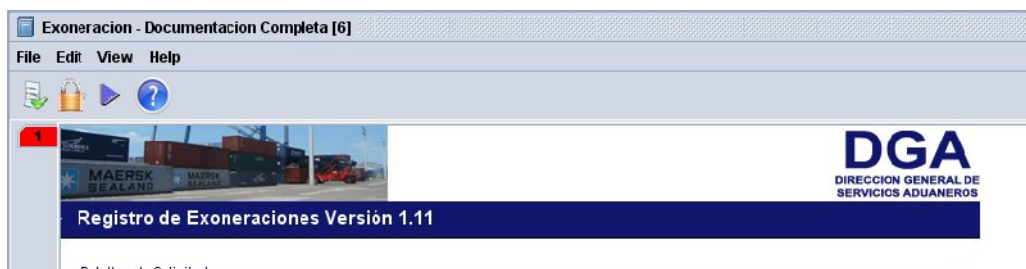 Exoneracion - Documentacion Completa [6]
File Edit View Help
1
MAERSK
SEALAND
MAERSK
SEALAND
DGA
DIRECCION GENERAL DE
SERVICIOS ADUANEROS
Registro de Exoneraciones Versión 1.11